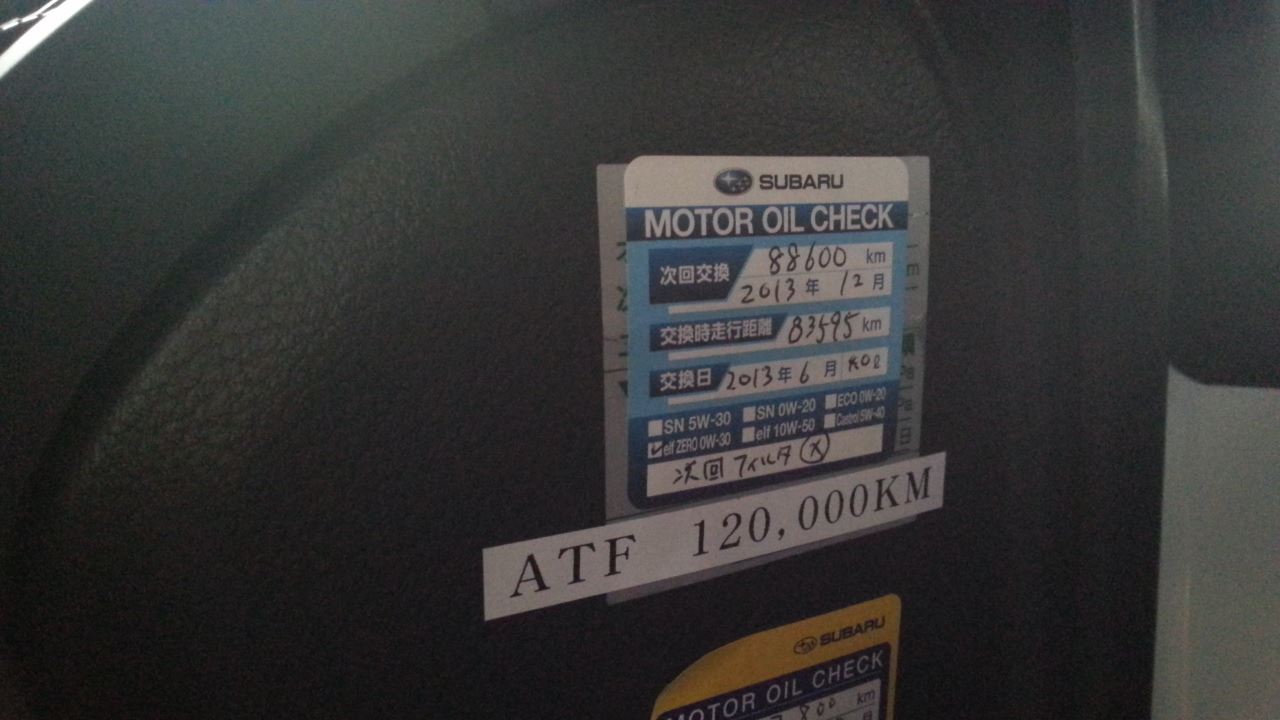 SUBARU
MOTOR OIL CHECK
次回交換 88600 km
2013年 12月
交換時走行距離 83595 km
交換日 2013年 6月
SN 5W-30 SN 0W-20 ECO 0W-20
elf ZERO 0W-30 elf 10W-50 Castrol 5W-40
次回 フィルタ
ATF 120,000KM
SUBARU
MOTOR OIL CHECK
800 km